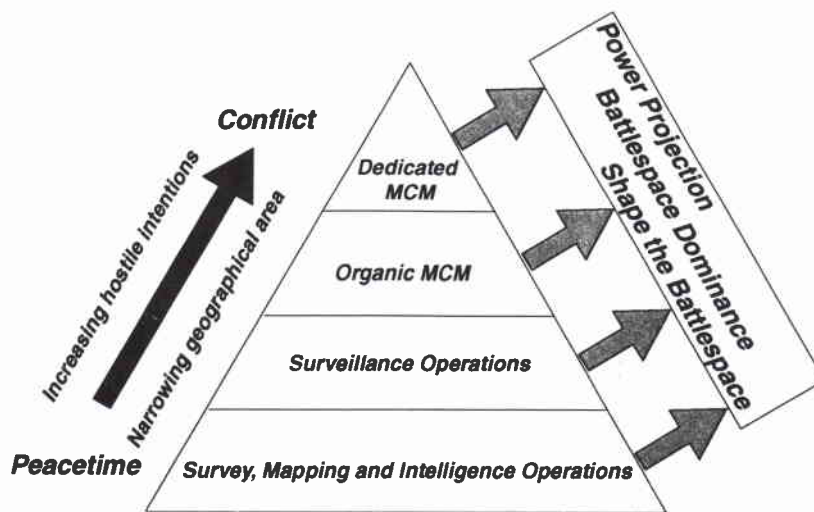 Conflict
Increasing hostile intentions
Narrowing geographical area
Peacetime
Dedicated
MCM
Organic MCM
Surveillance Operations
Survey, Mapping and Intelligence Operations
Power Projection
Battlespace Dominance
Shape the Battlespace